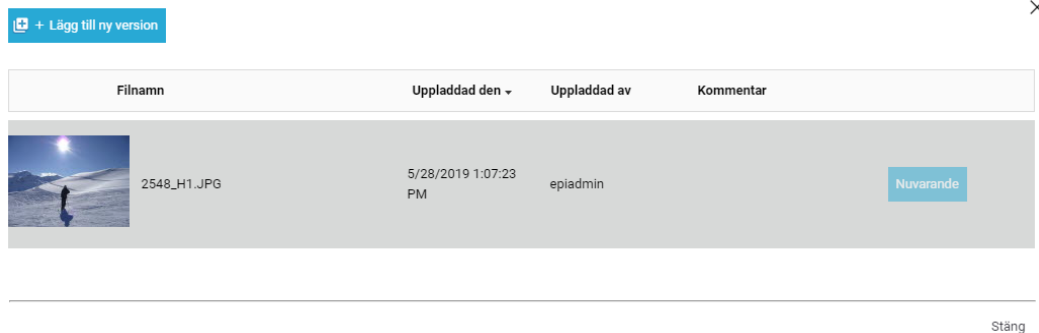 + Lägg till ny version
Filnamn Uppladdad den Uppladdad av Kommentar
2548_H1.JPG 5/28/2019 1:07:23 PM epiadmin Nuvarande
Stäng